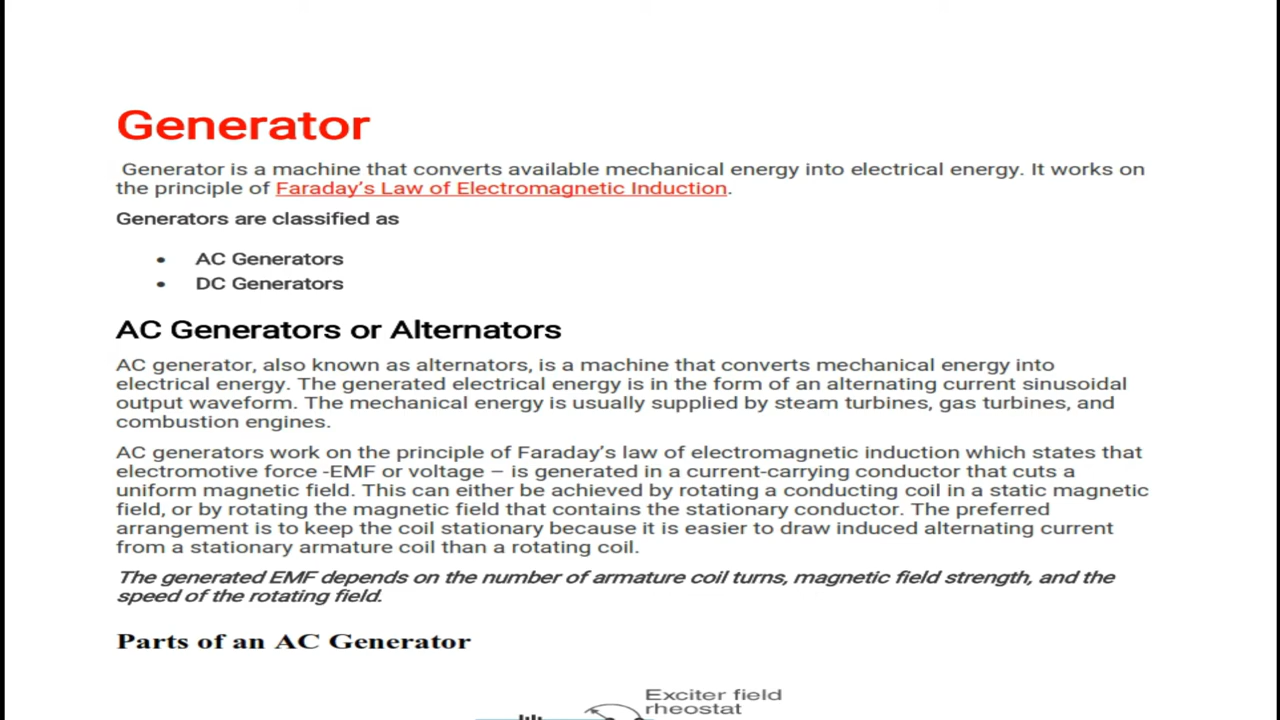 Generator
Generator is a machine that converts available mechanical energy into electrical energy. It works on
the principle of Faraday's Law of Electromagnetic Induction.
Generators are classified as
• AC Generators
• DC Generators
AC Generators or Alternators
AC generator, also known as alternators, is a machine that converts mechanical energy into
electrical energy. The generated electrical energy is in the form of an alternating current sinusoidal
output waveform. The mechanical energy is usually supplied by steam turbines, gas turbines, and
combustion engines.
AC generators work on the principle of Faraday's law of electromagnetic induction which states that
electromotive force -EMF or voltage – is generated in a current-carrying conductor that cuts a
uniform magnetic field. This can either be achieved by rotating a conducting coil in a static magnetic
field, or by rotating the magnetic field that contains the stationary conductor. The preferred
arrangement is to keep the coil stationary because it is easier to draw induced alternating current
from a stationary armature coil than a rotating coil.
The generated EMF depends on the number of armature coil turns, magnetic field strength, and the
speed of the rotating field.
Parts of an AC Generator
Exciter field
rheostat